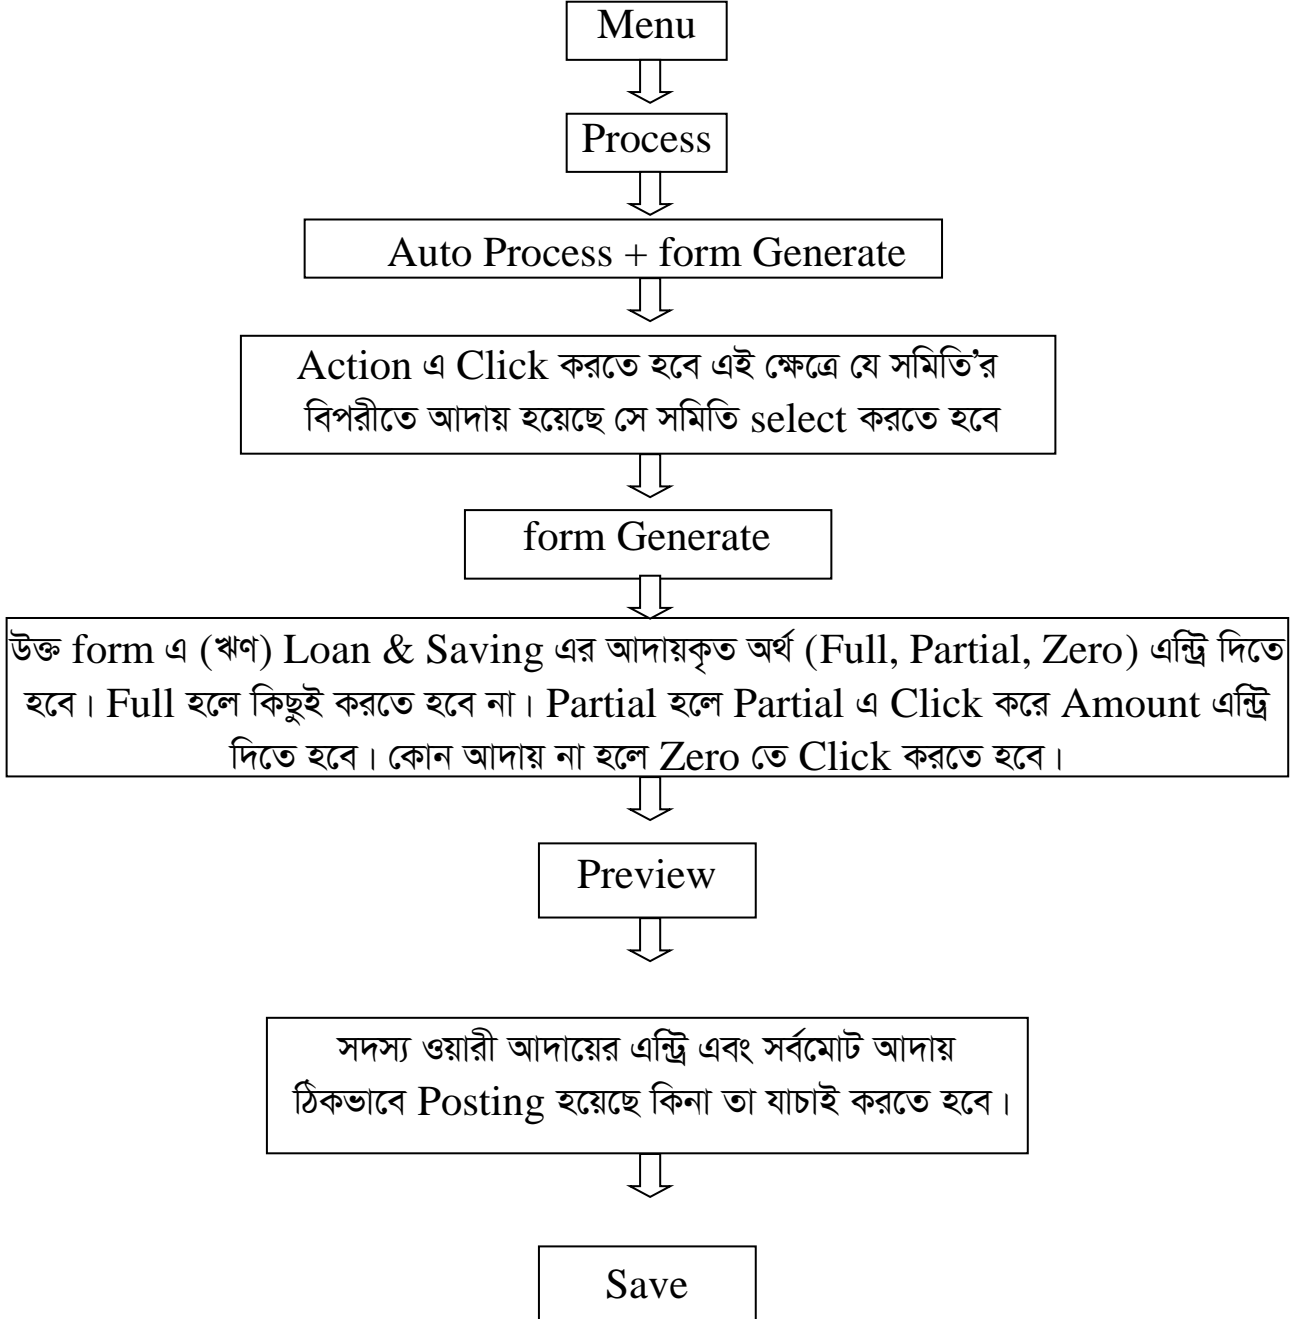 Menu
Process
Auto Process + form Generate
Action এ Click করতে হবে এই ক্ষেত্রে যে সমিতি'র
বিপরীতে আদায় হয়েছে সে সমিতি select করতে হবে
form Generate
উক্ত form এ (ঋণ) Loan & Saving এর আদায়কৃত অর্থ (Full, Partial, Zero) এন্ট্রি দিতে
হবে। Full হলে কিছুই করতে হবে না। Partial হলে Partial এ Click করে Amount এন্ট্রি
দিতে হবে। কোন আদায় না হলে Zero তে Click করতে হবে।
Preview
সদস্য ওয়ারী আদায়ের এন্ট্রি এবং সর্বমোট আদায়
ঠিকভাবে Posting হয়েছে কিনা তা যাচাই করতে হবে।
Save